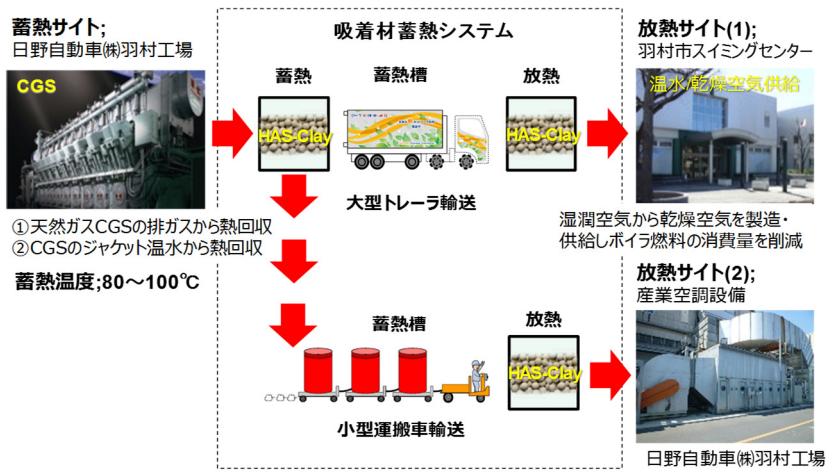 蓄熱サイト;
日野自動車㈱羽村工場
CGS
①天然ガスCGSの排ガスから熱回収
②CGSのジャケット温水から熱回収
蓄熱温度;80～100℃
吸着材蓄熱システム
蓄熱
蓄熱槽
放熱
HAS-Clay
HAS-Clay
大型トレーラ輸送
蓄熱槽
放熱
HAS-Clay
小型運搬車輸送
放熱サイト(1);
羽村市スイミングセンター
温水/乾燥空気供給
湿潤空気から乾燥空気を製造・
供給しボイラ燃料の消費量を削減
放熱サイト(2);
産業空調設備
日野自動車㈱羽村工場